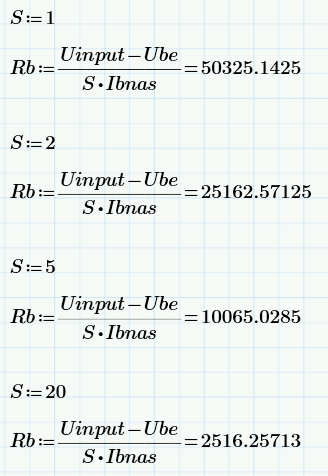 S:=1
Rb:=(Uinput−Ube)/(S⋅Ibnas)=50325.1425
S:=2
Rb:=(Uinput−Ube)/(S⋅Ibnas)=25162.57125
S:=5
Rb:=(Uinput−Ube)/(S⋅Ibnas)=10065.0285
S:=20
Rb:=(Uinput−Ube)/(S⋅Ibnas)=2516.25713